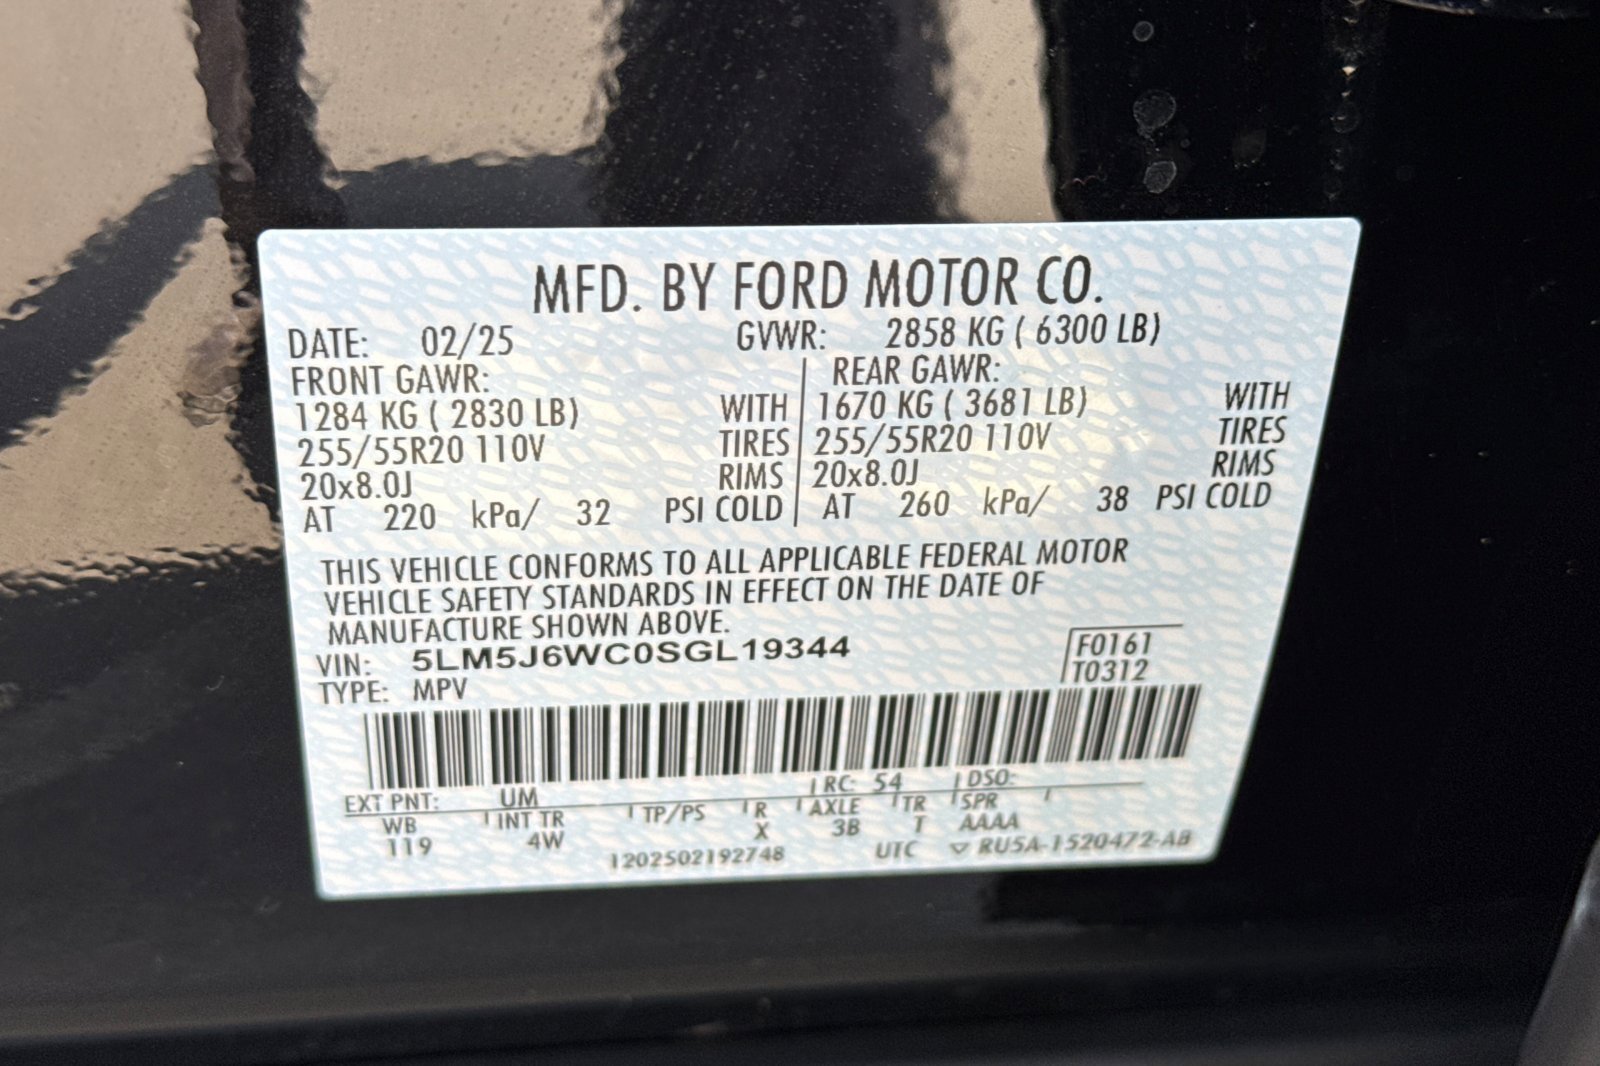 MFD. BY FORD MOTOR CO.
DATE: 02/25 GVWR: 2858 KG ( 6300 LB)
FRONT GAWR: REAR GAWR:
1284 KG ( 2830 LB) WITH 1670 KG ( 3681 LB) WITH
255/55R20 110V TIRES 255/55R20 110V TIRES
20x8.0J RIMS 20x8.0J RIMS
AT 220 kPa/ 32 PSI COLD AT 260 kPa/ 38 PSI COLD
THIS VEHICLE CONFORMS TO ALL APPLICABLE FEDERAL MOTOR
VEHICLE SAFETY STANDARDS IN EFFECT ON THE DATE OF
MANUFACTURE SHOWN ABOVE.
VIN: 5LM5J6WC0SGL19344 F0161
TYPE: MPV T0312
EXT PNT: UM RC: 54 DSO:
WB INT TR TP/PS R AXLE TR SPR
119 4W X 3B T AAAA
1202502192748 UTC ▽ RU5A-1520472-AB